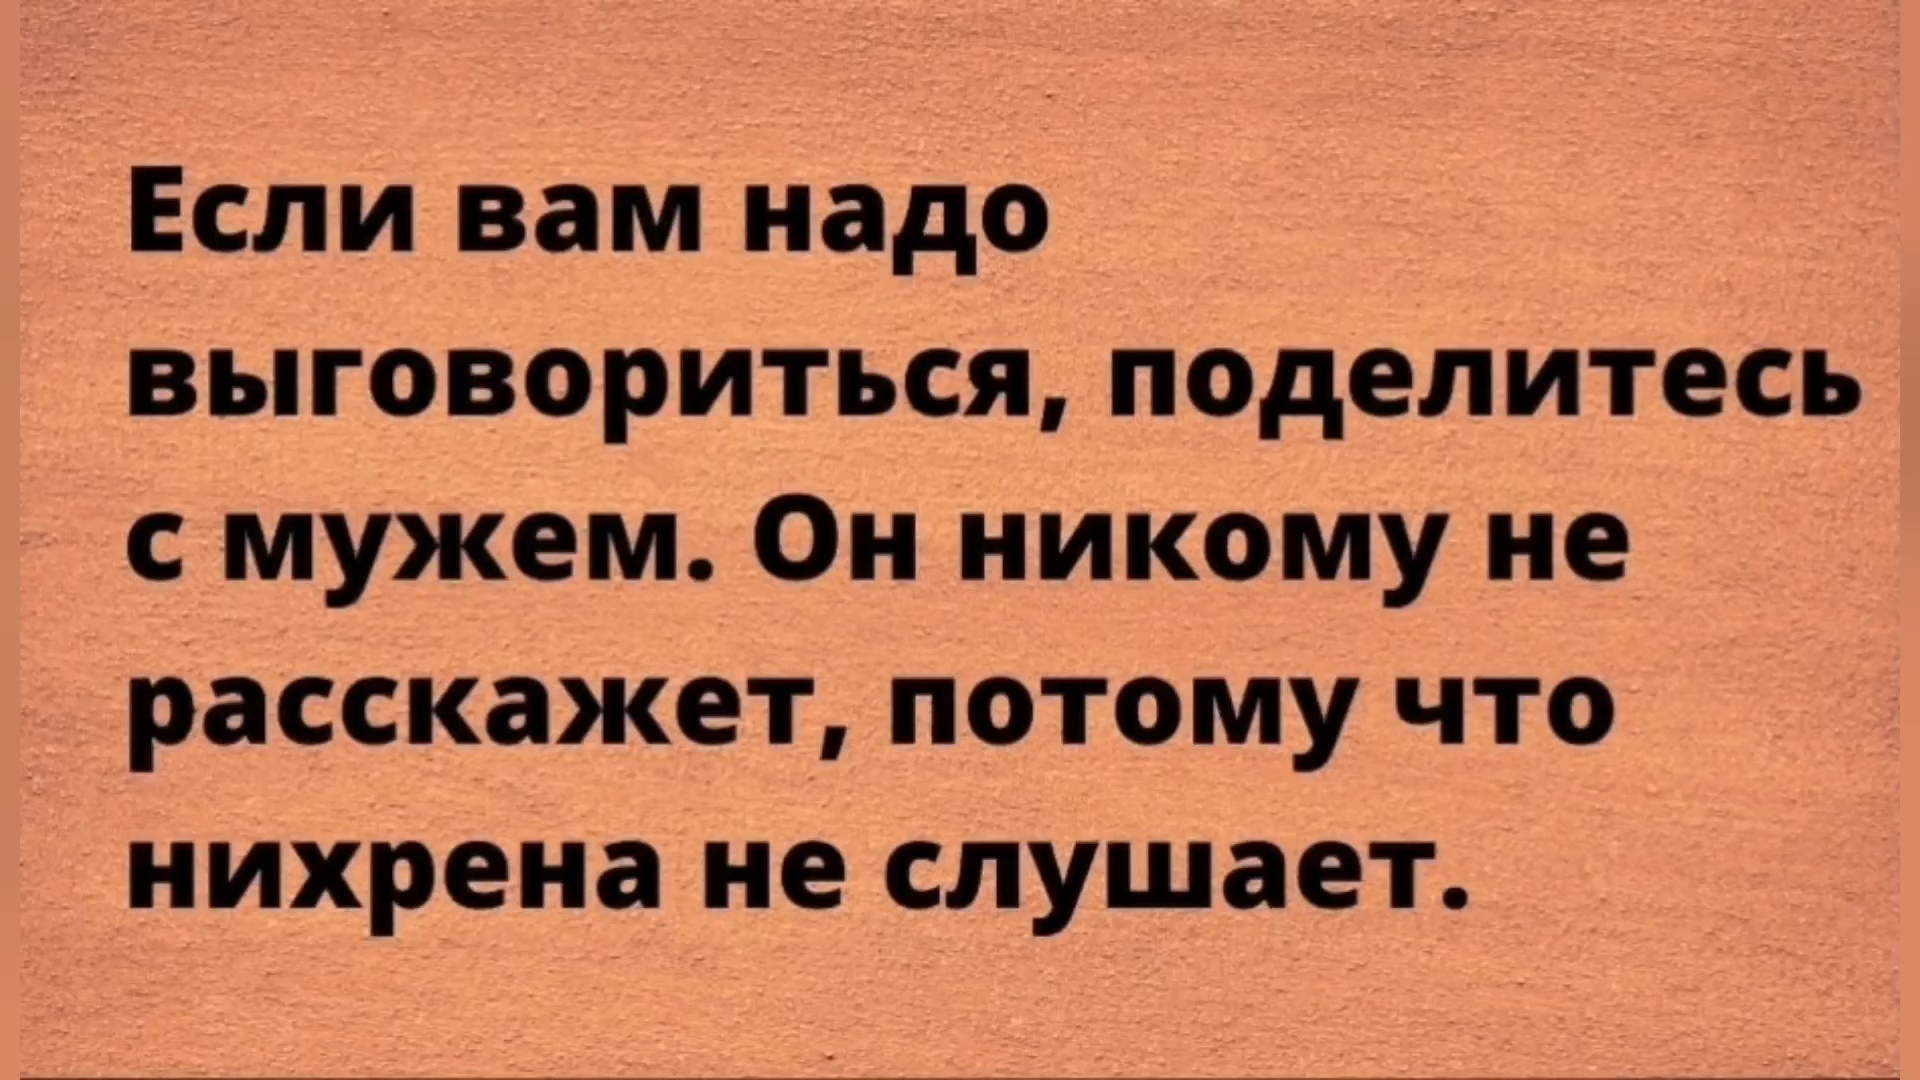 Если вам надо
выговориться, поделитесь
с мужем. Он никому не
расскажет, потому что
нихрена не слушает.